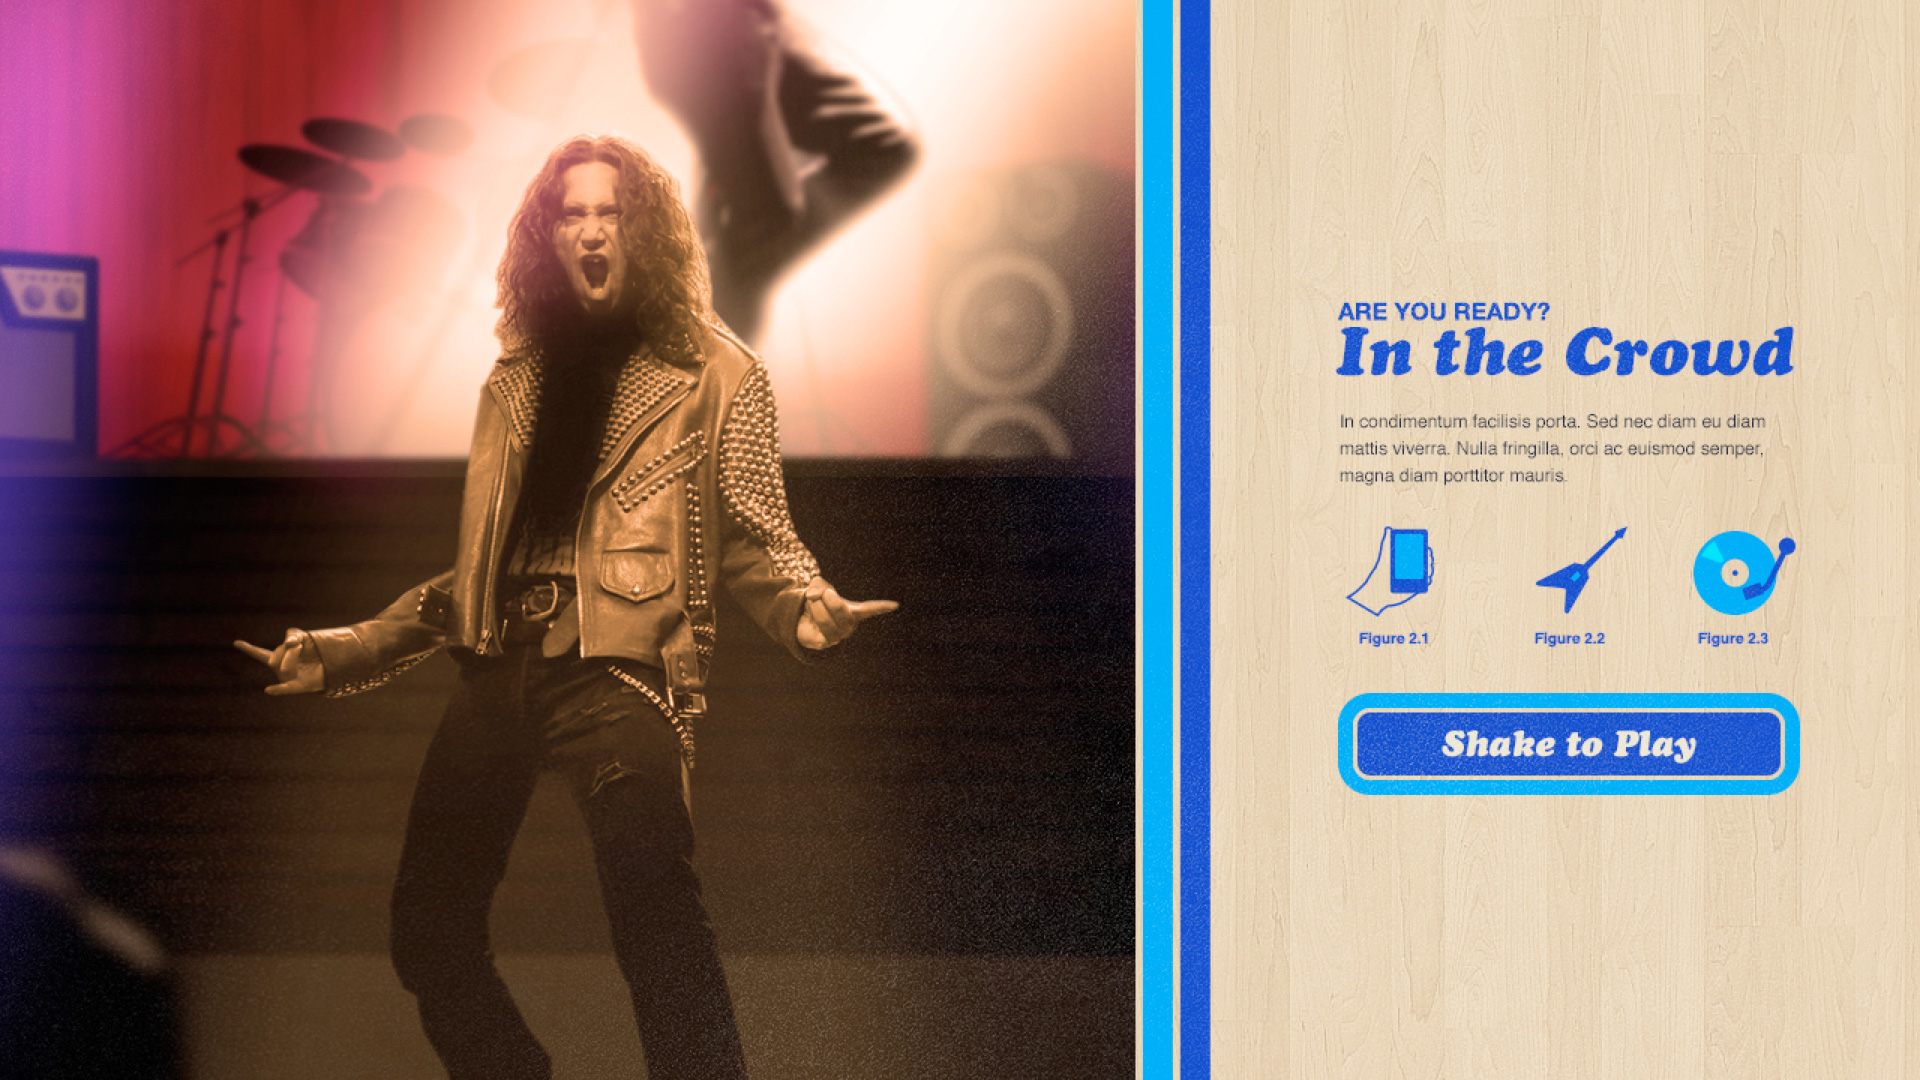 ARE YOU READY?
In the Crowd
In condimentum facilisis porta. Sed nec diam eu diam
mattis viverra. Nulla fringilla, orci ac euismod semper,
magna diam porttitor mauris.
Figure 2.1
Figure 2.2
Figure 2.3
Shake to Play